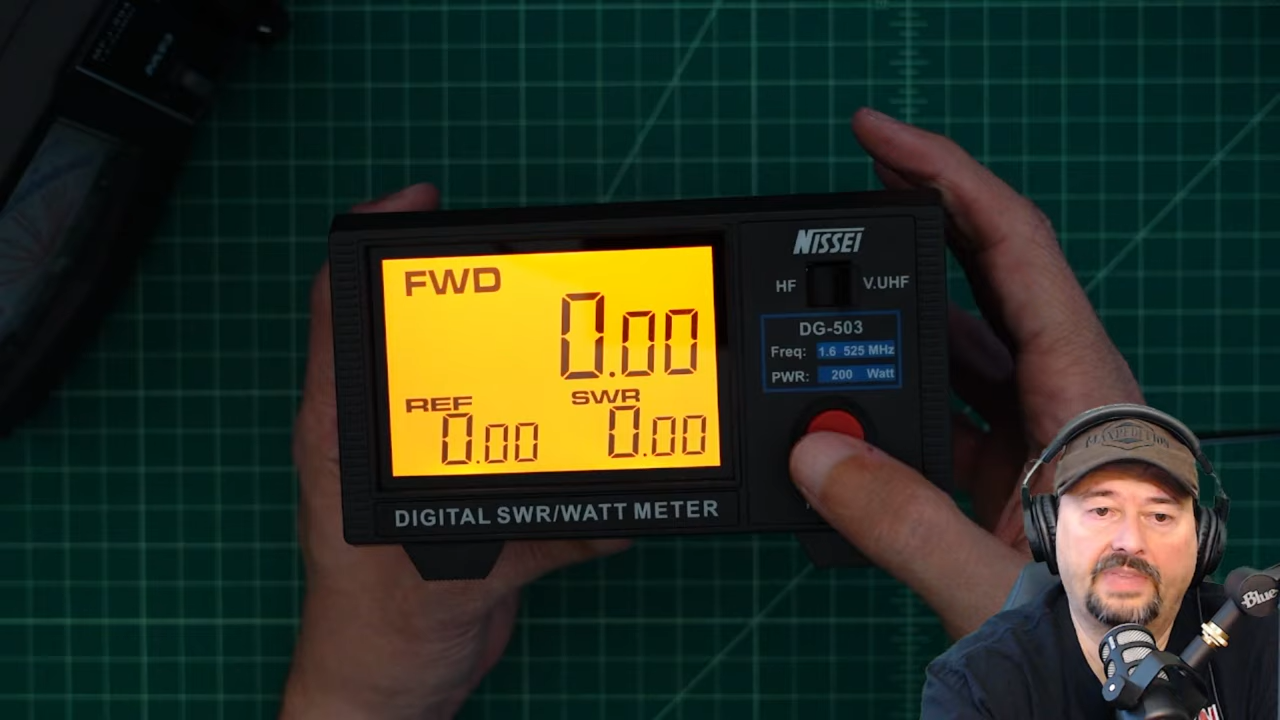 FWD
0.00
REF
0.00
SWR
0.00
DIGITAL SWR/WATT METER
NISSEI
HF
V.UHF
DG-503
Freq: 1.6 525 MHz
PWR: 200 Watt
MAXPEDITION
Blue